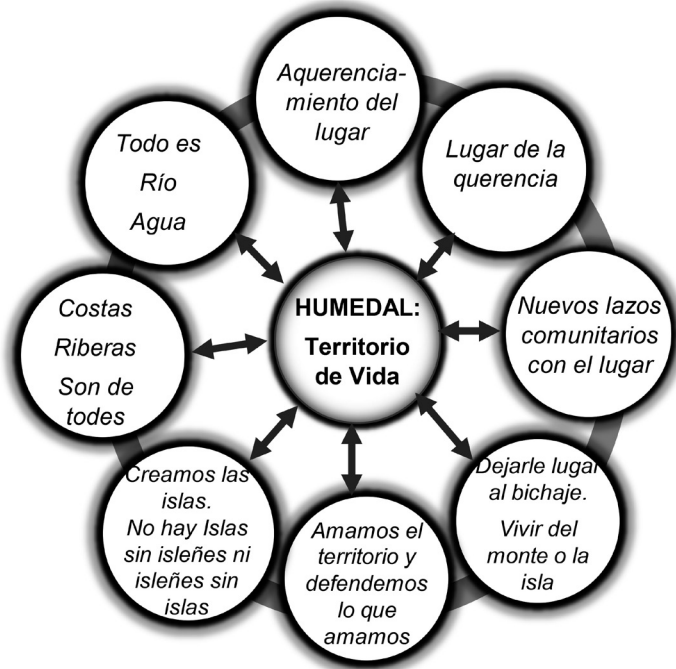 Aquerencia-
miento del
lugar
Lugar de la
querencia
Nuevos lazos
comunitarios
con el lugar
Dejarle lugar
al bichaje.
Vivir del
monte o la
isla
Amamos el
territorio y
defendemos
lo que
amamos
Creamos las
islas.
No hay Islas
sin isleñes ni
isleñes sin
islas
Costas
Riberas
Son de
todes
Todo es
Río
Agua
HUMEDAL:
Territorio
de Vida